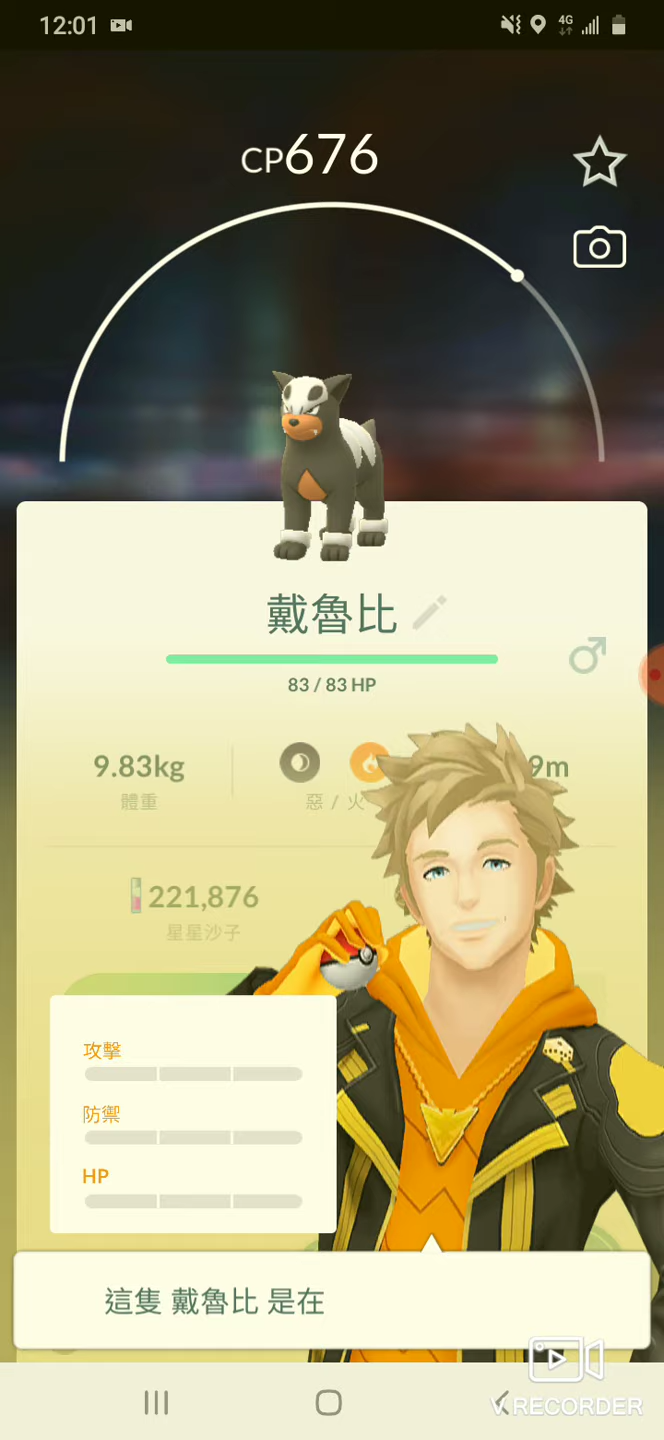 12:01
4G
CP676
戴魯比
83 / 83 HP
9.83kg
9m
體重
惡 / 火
221,876
星星沙子
攻擊
防禦
HP
這隻 戴魯比 是在
V.RECORDER